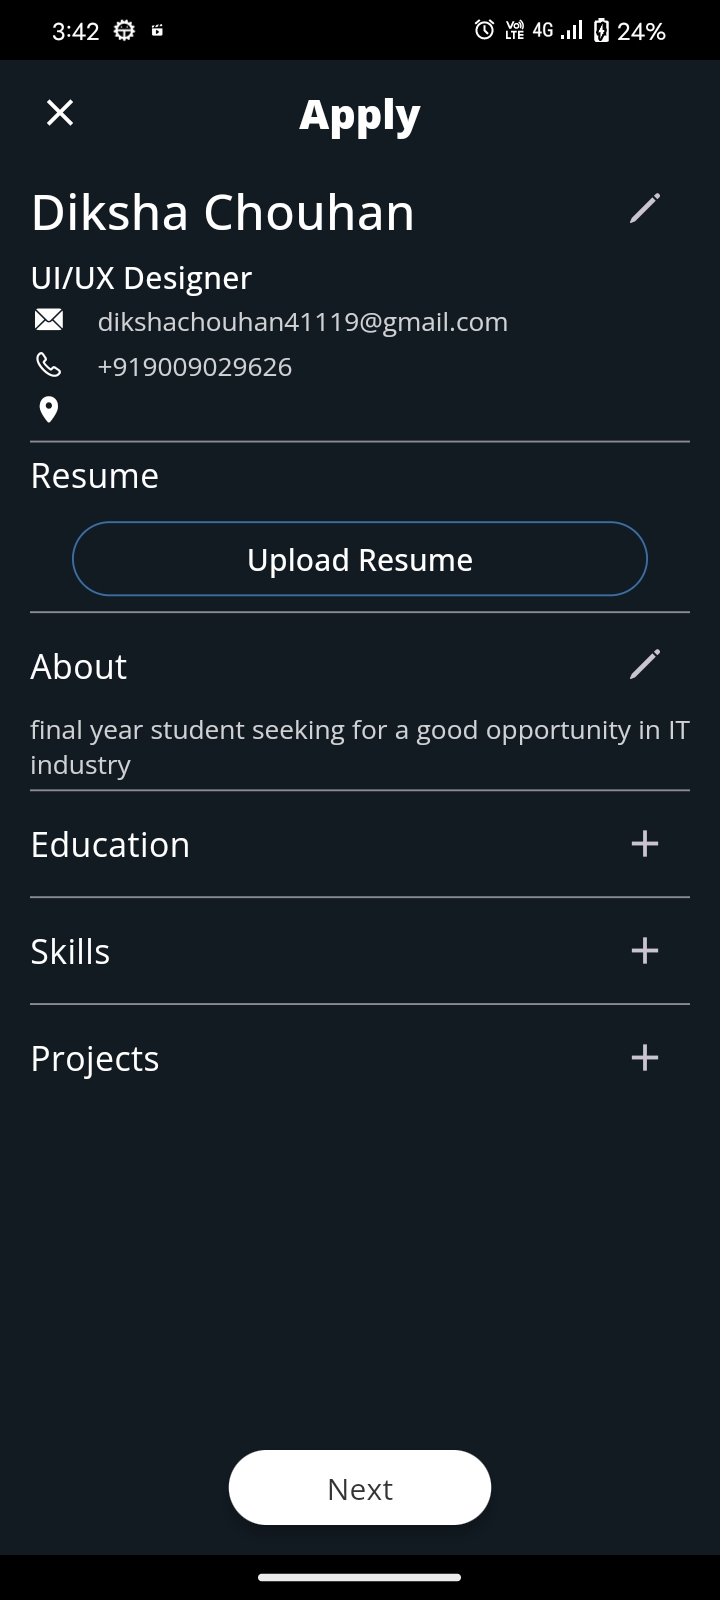 3:42 Vo) LTE 4G 24%
Apply
Diksha Chouhan
UI/UX Designer
dikshachouhan41119@gmail.com
+919009029626
Resume
Upload Resume
About
final year student seeking for a good opportunity in IT
industry
Education
Skills
Projects
Next